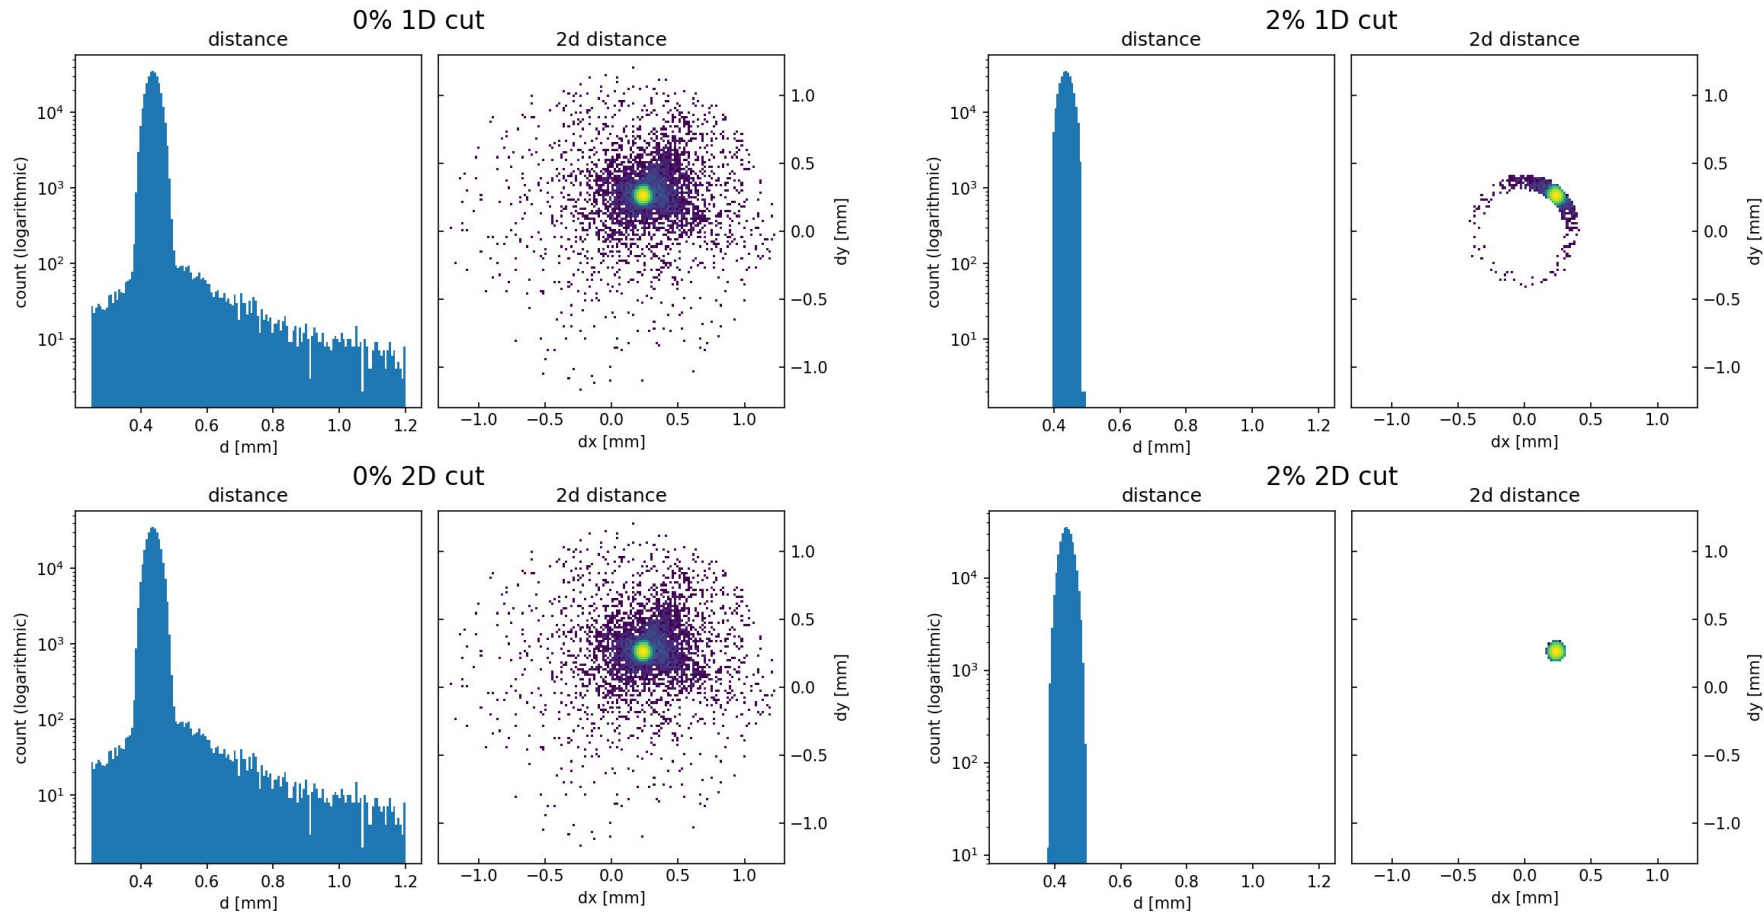 0% 1D cut
distance
2d distance
count (logarithmic)
10⁴
10³
10²
10¹
0.4 0.6 0.8 1.0 1.2
d [mm]
−1.0 −0.5 0.0 0.5 1.0
dx [mm]
1.0
0.5
0.0
−0.5
−1.0
dy [mm]
2% 1D cut
distance
2d distance
count (logarithmic)
10⁴
10³
10²
10¹
0.4 0.6 0.8 1.0 1.2
d [mm]
−1.0 −0.5 0.0 0.5 1.0
dx [mm]
1.0
0.5
0.0
−0.5
−1.0
dy [mm]
0% 2D cut
distance
2d distance
count (logarithmic)
10⁴
10³
10²
10¹
0.4 0.6 0.8 1.0 1.2
d [mm]
−1.0 −0.5 0.0 0.5 1.0
dx [mm]
1.0
0.5
0.0
−0.5
−1.0
dy [mm]
2% 2D cut
distance
2d distance
count (logarithmic)
10⁴
10³
10²
10¹
0.4 0.6 0.8 1.0 1.2
d [mm]
−1.0 −0.5 0.0 0.5 1.0
dx [mm]
1.0
0.5
0.0
−0.5
−1.0
dy [mm]